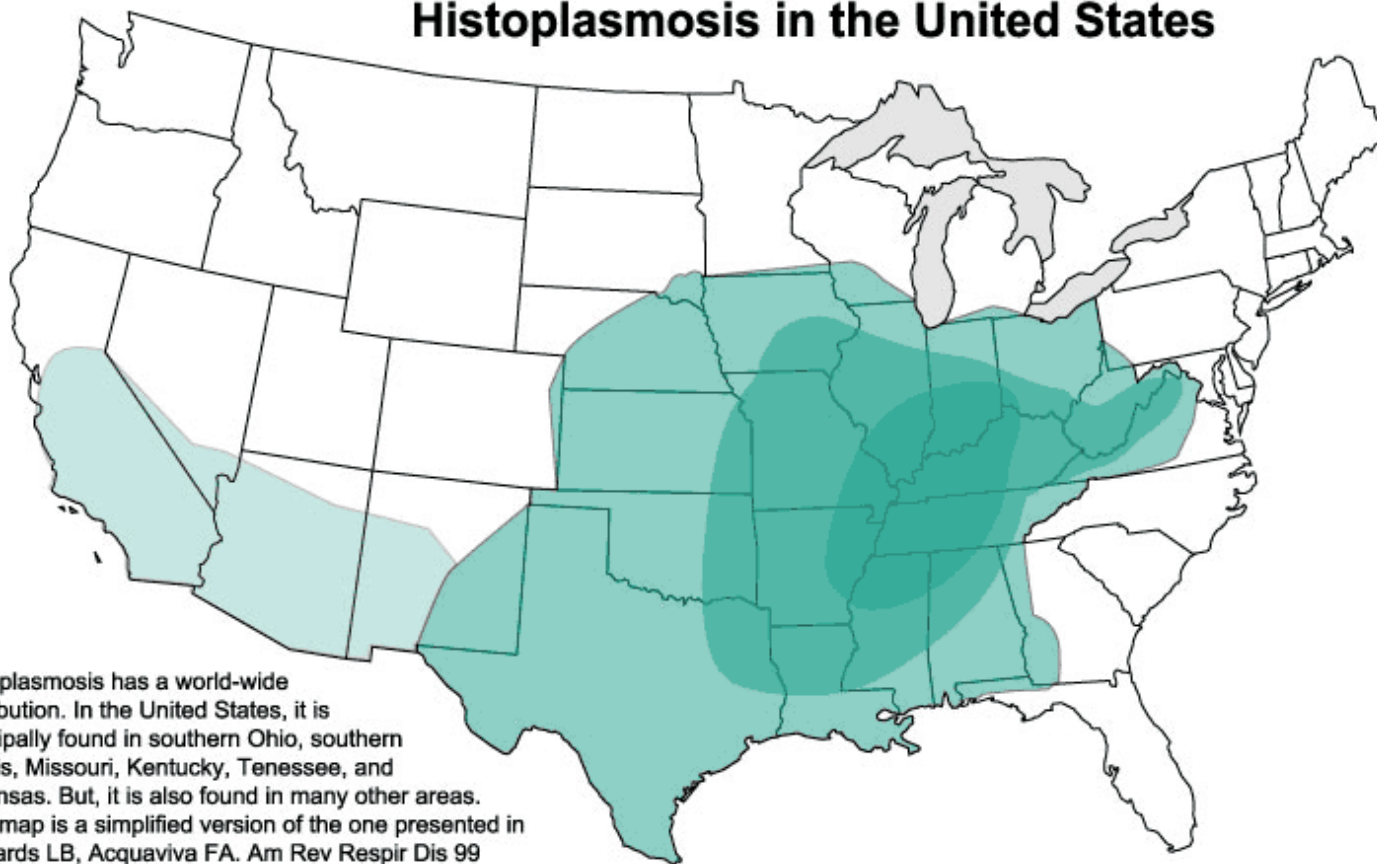 Histoplasmosis in the United States
plasmosis has a world-wide
bution. In the United States, it is
ipally found in southern Ohio, southern
is, Missouri, Kentucky, Tenessee, and
nsas. But, it is also found in many other areas.
map is a simplified version of the one presented in
ards LB, Acquaviva FA. Am Rev Respir Dis 99